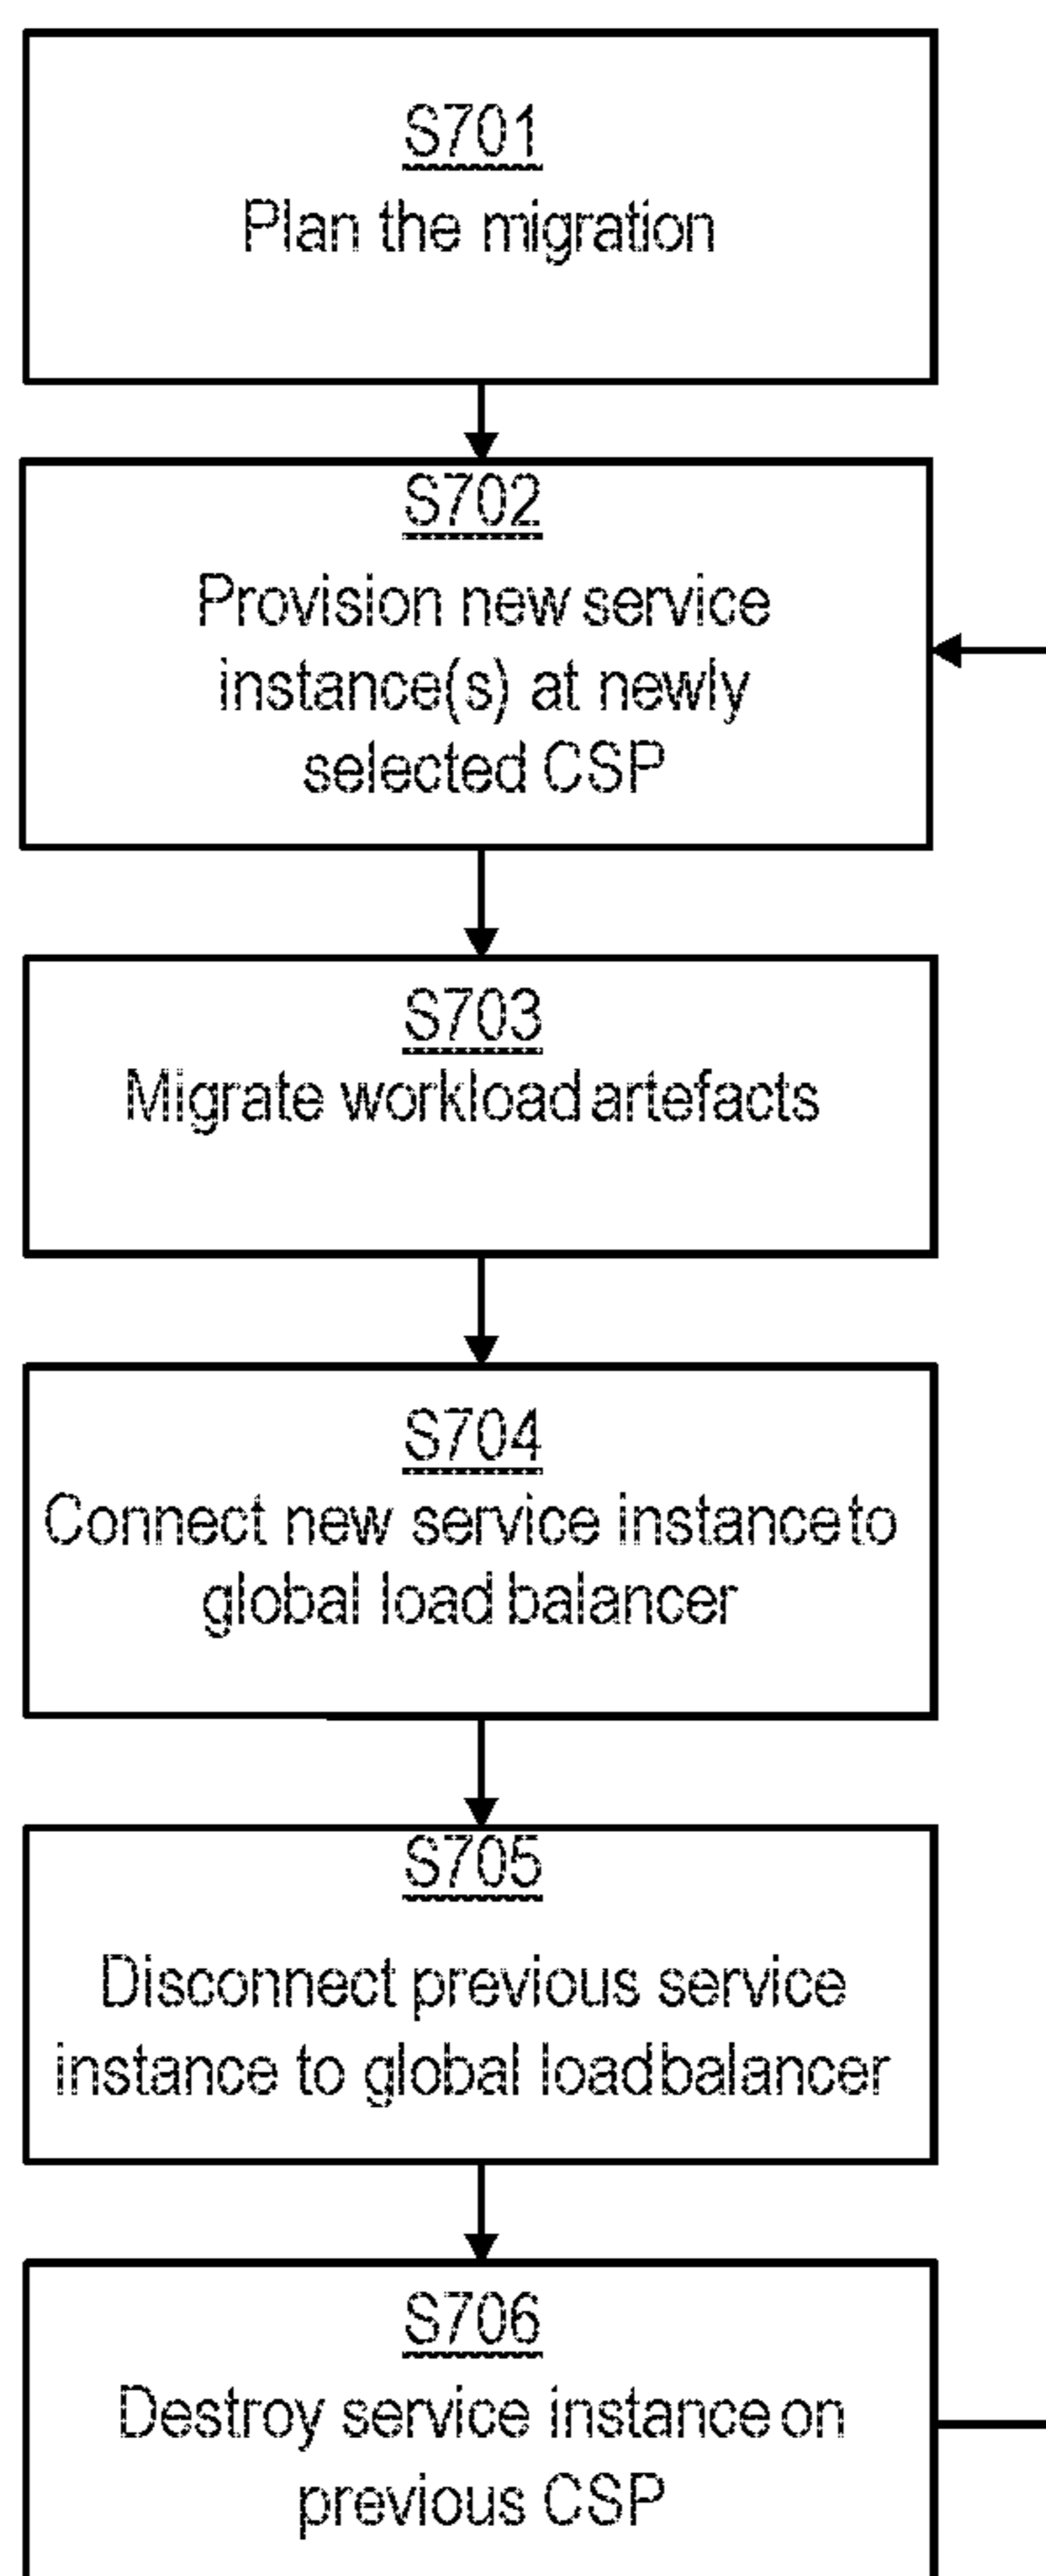 S701
Plan the migration
S702
Provision new service
instance(s) at newly
selected CSP
S703
Migrate workload artefacts
S704
Connect new service instance to
global load balancer
S705
Disconnect previous service
instance to global load balancer
S706
Destroy service instance on
previous CSP